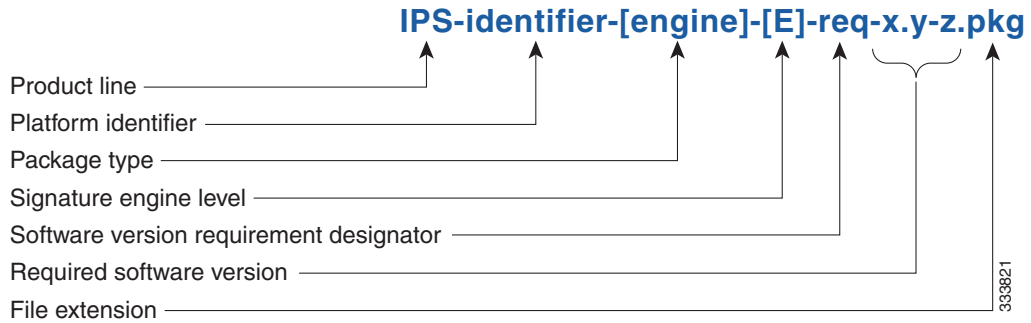 IPS-identifier-[engine]-[E]-req-x.y-z.pkg
Product line
Platform identifier
Package type
Signature engine level
Software version requirement designator
Required software version
File extension
333821